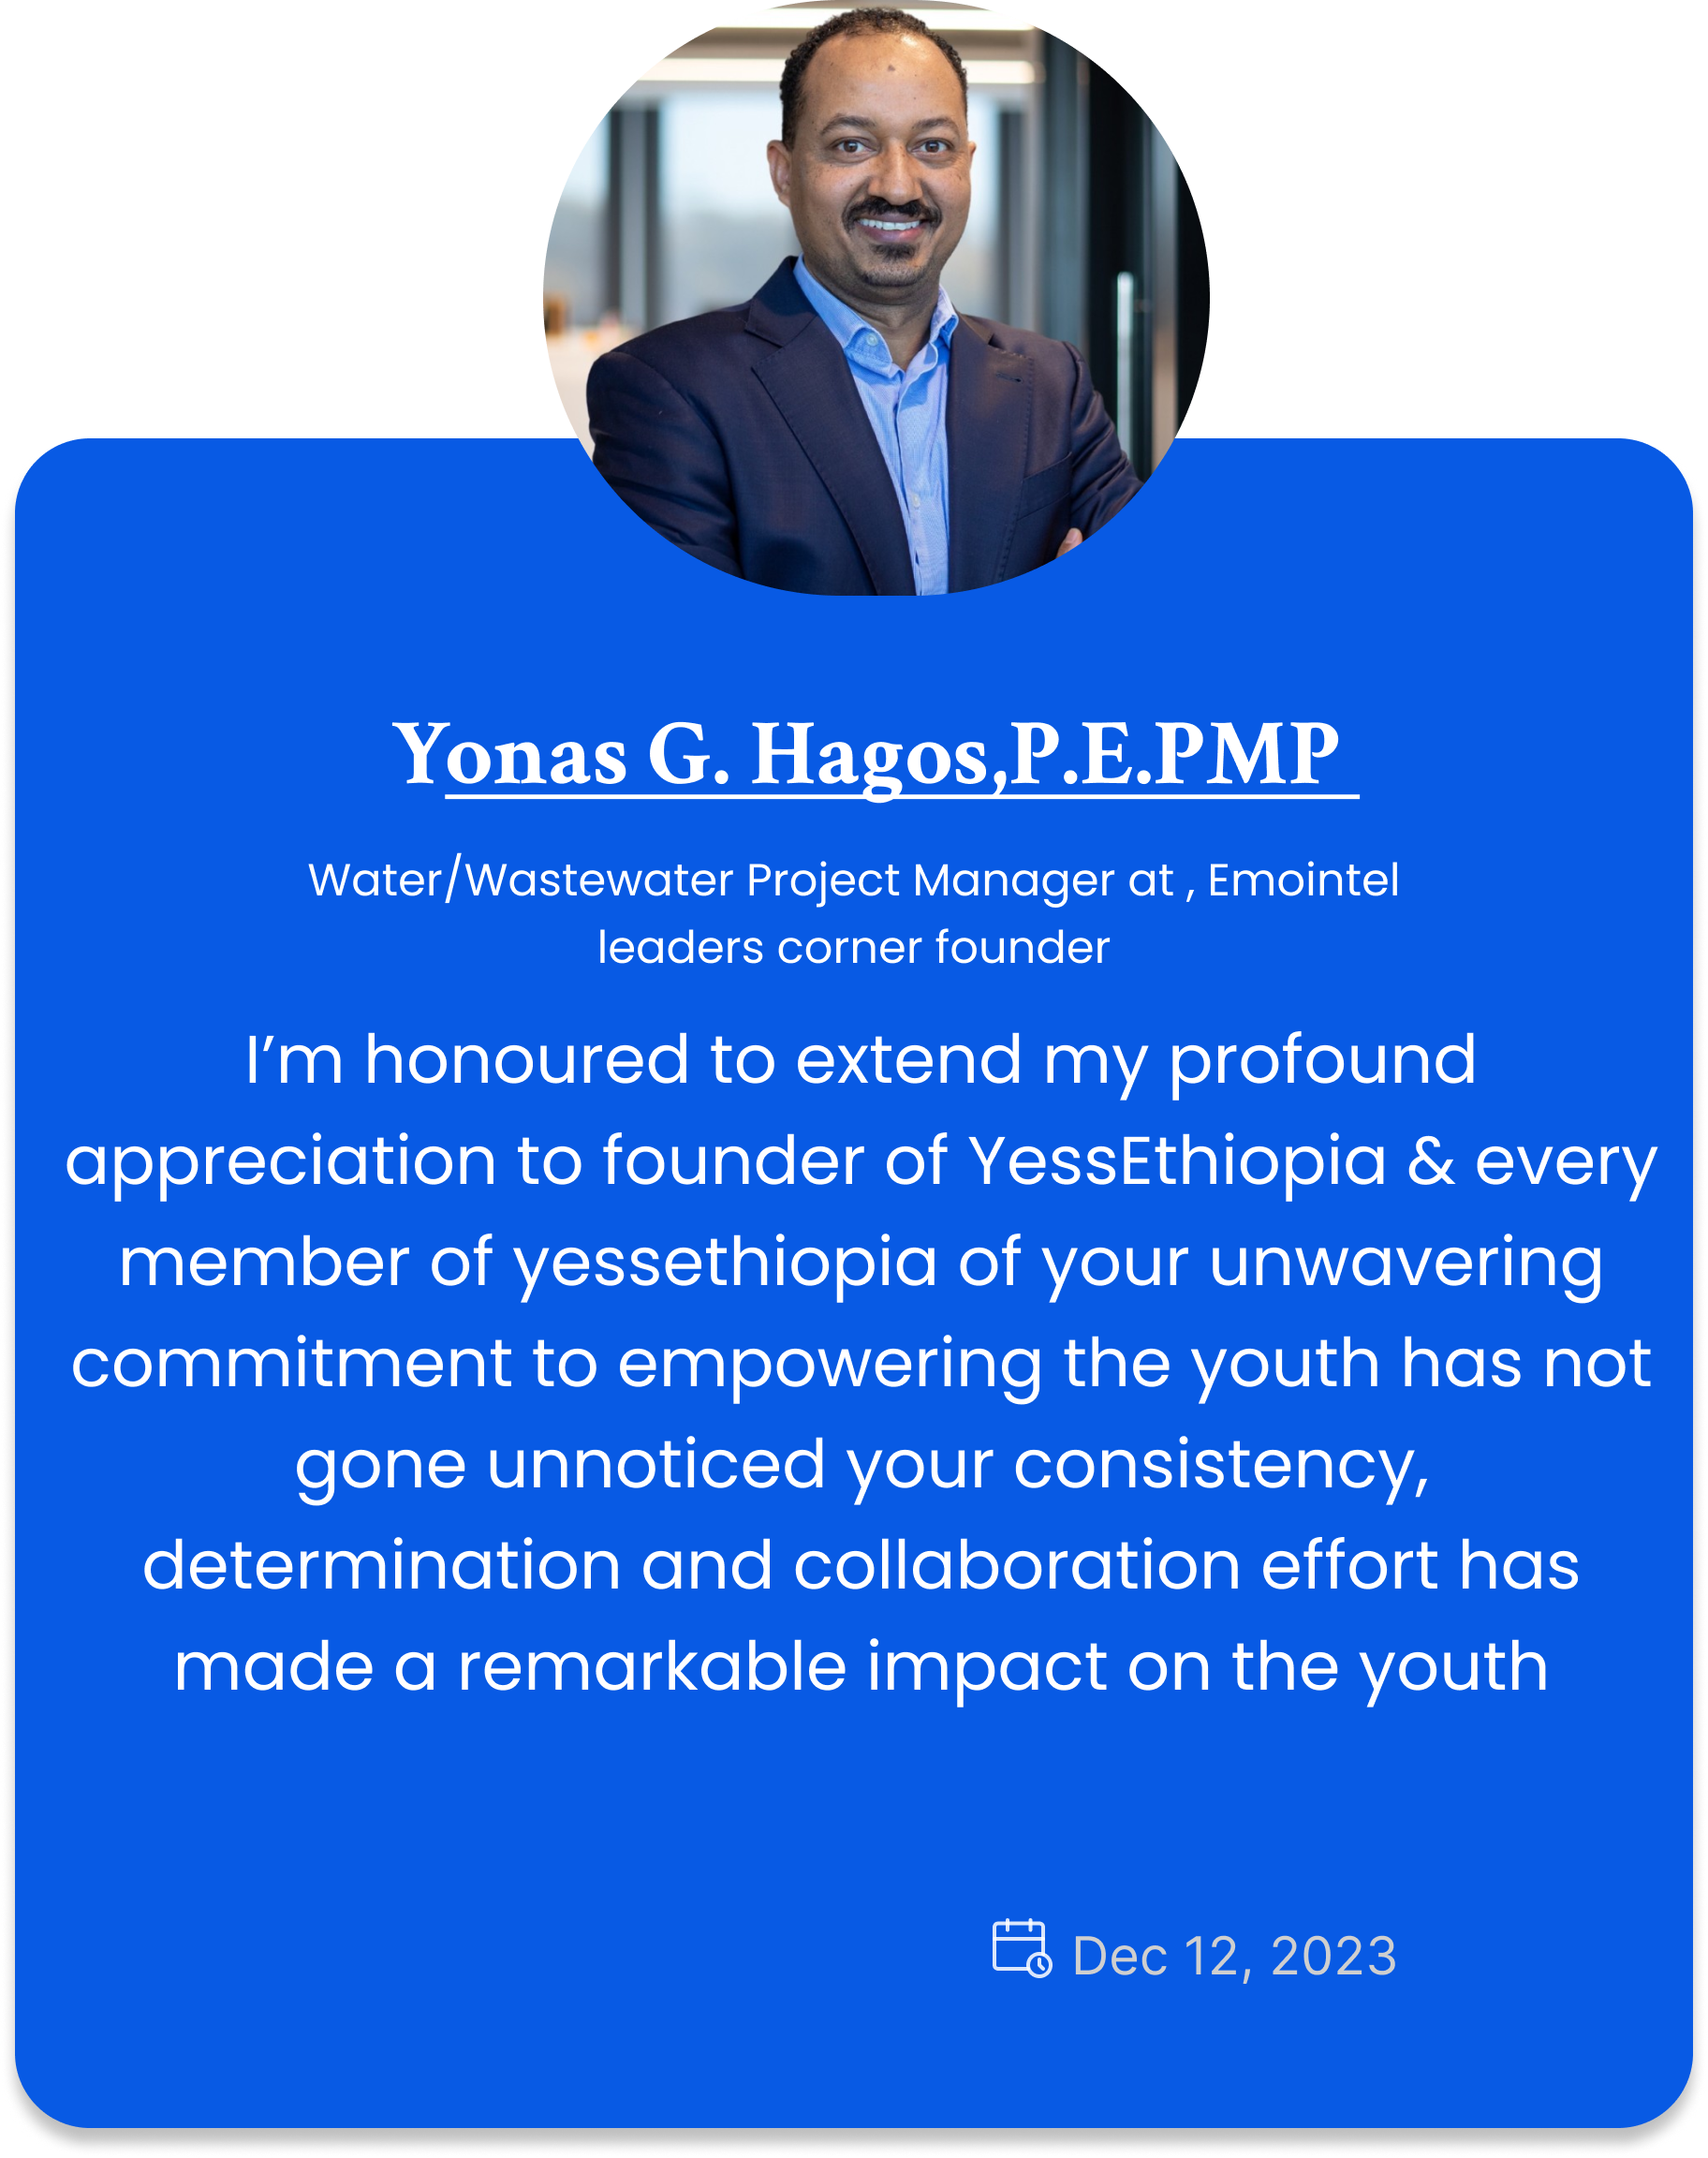 Yonas G. Hagos,P.E.PMP
Water/Wastewater Project Manager at , Emointel
leaders corner founder
I’m honoured to extend my profound
appreciation to founder of YessEthiopia & every
member of yessethiopia of your unwavering
commitment to empowering the youth has not
gone unnoticed your consistency,
determination and collaboration effort has
made a remarkable impact on the youth
Dec 12, 2023